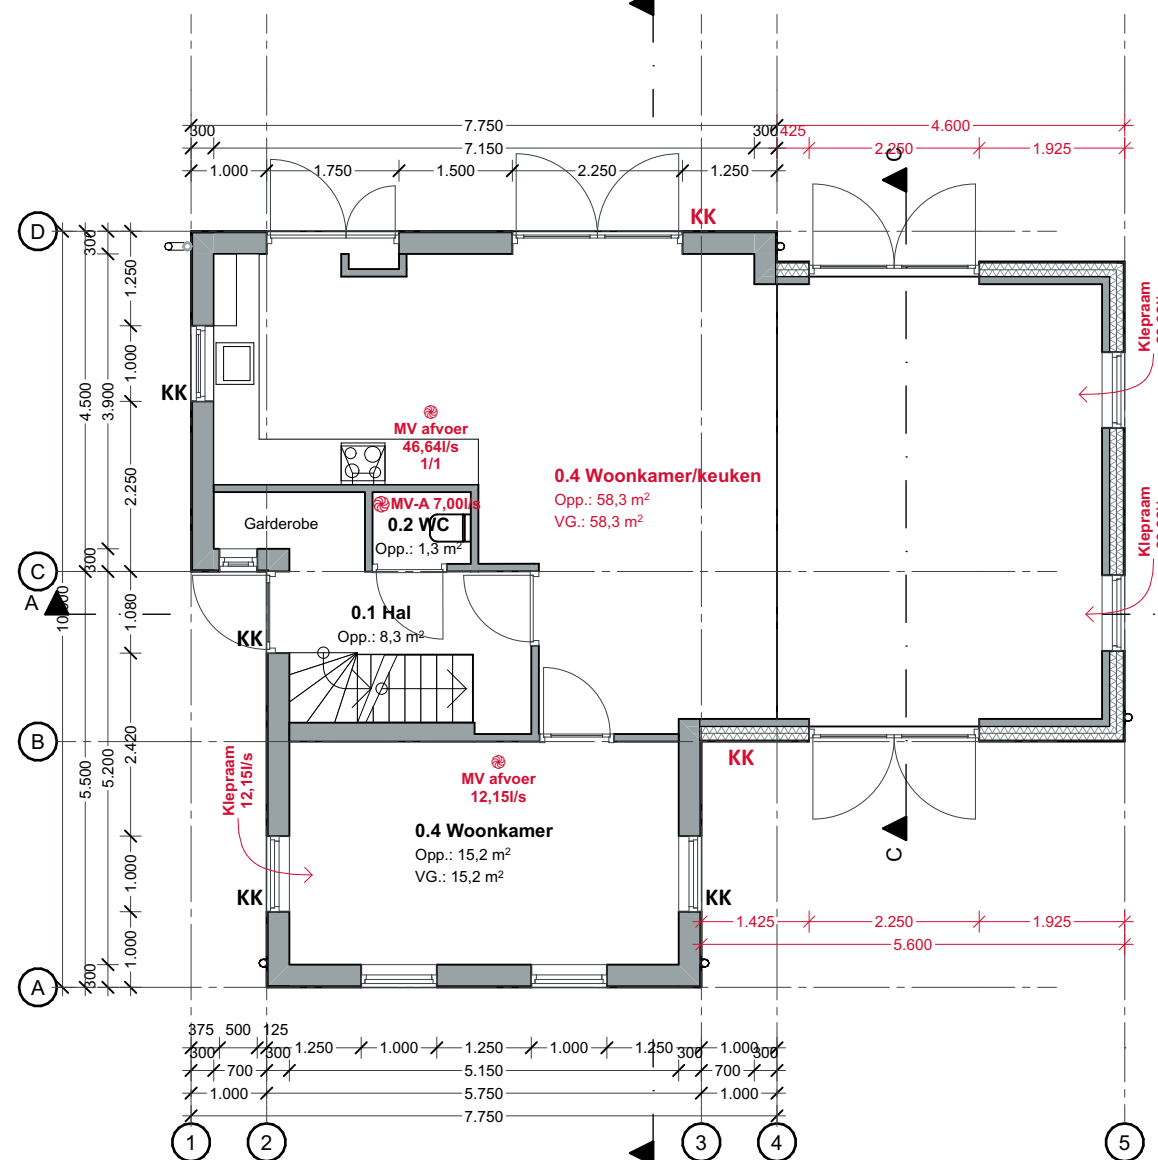 7.750
4.600
300
300
425
7.150
2.250
1.925
1.000
1.750
1.500
2.250
1.250
C
KK
D
300
1.250
1.000
4.500
3.900
2.250
300
KK
Klepraam
MV afvoer
46,64l/s
1/1
0.4 Woonkamer/keuken
Opp.: 58,3 m²
VG.: 58,3 m²
MV-A 7,00l/s
Garderobe
0.2 WC
Opp.: 1,3 m²
Klepraam
C
A
1.080
0.1 Hal
KK
Opp.: 8,3 m²
B
2.420
5.500
5.200
Klepraam
12,15l/s
MV afvoer
12,15l/s
KK
0.4 Woonkamer
Opp.: 15,2 m²
VG.: 15,2 m²
C
1.000
KK
KK
1.425
2.250
1.925
5.600
1.000
300
A
375
500
125
300
300
1.250
1.000
1.250
1.000
1.250
300
1.000
300
700
5.150
700
1.000
5.750
1.000
7.750
1
2
3
4
5